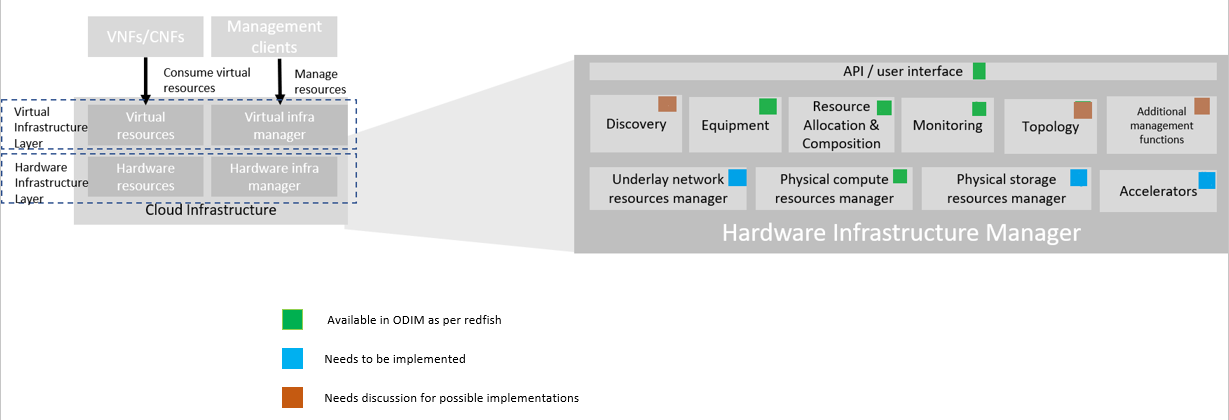 VNFs/CNFs
Management
clients
Consume virtual
resources
Manage
resources
Virtual
Infrastructure
Layer
Virtual
resources
Virtual infra
manager
Hardware
Infrastructure
Layer
Hardware
resources
Hardware infra
manager
Cloud Infrastructure
API / user interface
Discovery
Equipment
Resource
Allocation &
Composition
Monitoring
Topology
Additional
management
functions
Underlay network
resources manager
Physical compute
resources manager
Physical storage
resources manager
Accelerators
Hardware Infrastructure Manager
Available in ODIM as per redfish
Needs to be implemented
Needs discussion for possible implementations